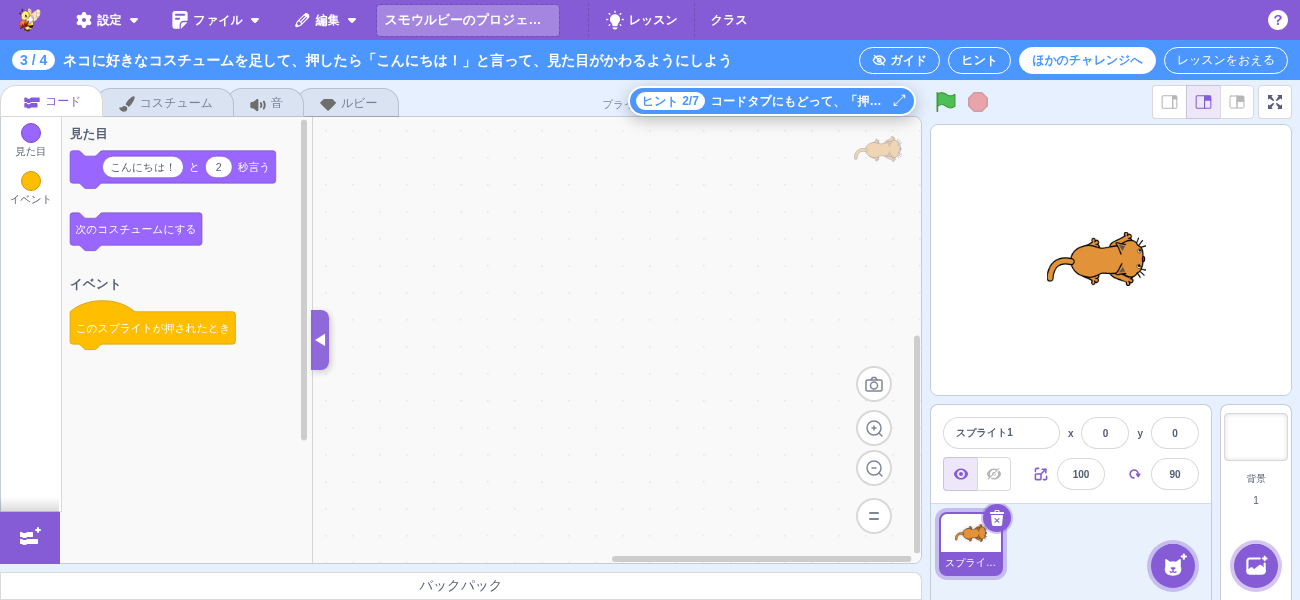 設定 ファイル 編集 スモウルビーのプロジェ… レッスン クラス ?
3 / 4 ネコに好きなコスチュームを足して、押したら「こんにちは！」と言って、見た目がかわるようにしよう ガイド ヒント ほかのチャレンジへ レッスンをおえる
コード コスチューム 音 ルビー
ヒント 2/7 コードタブにもどって、「押…
見た目
イベント
見た目
こんにちは！ と 2 秒言う
次のコスチュームにする
イベント
このスプライトが押されたとき
スプライト1 x 0 y 0
100 90
スプライ…
背景
1
バックパック